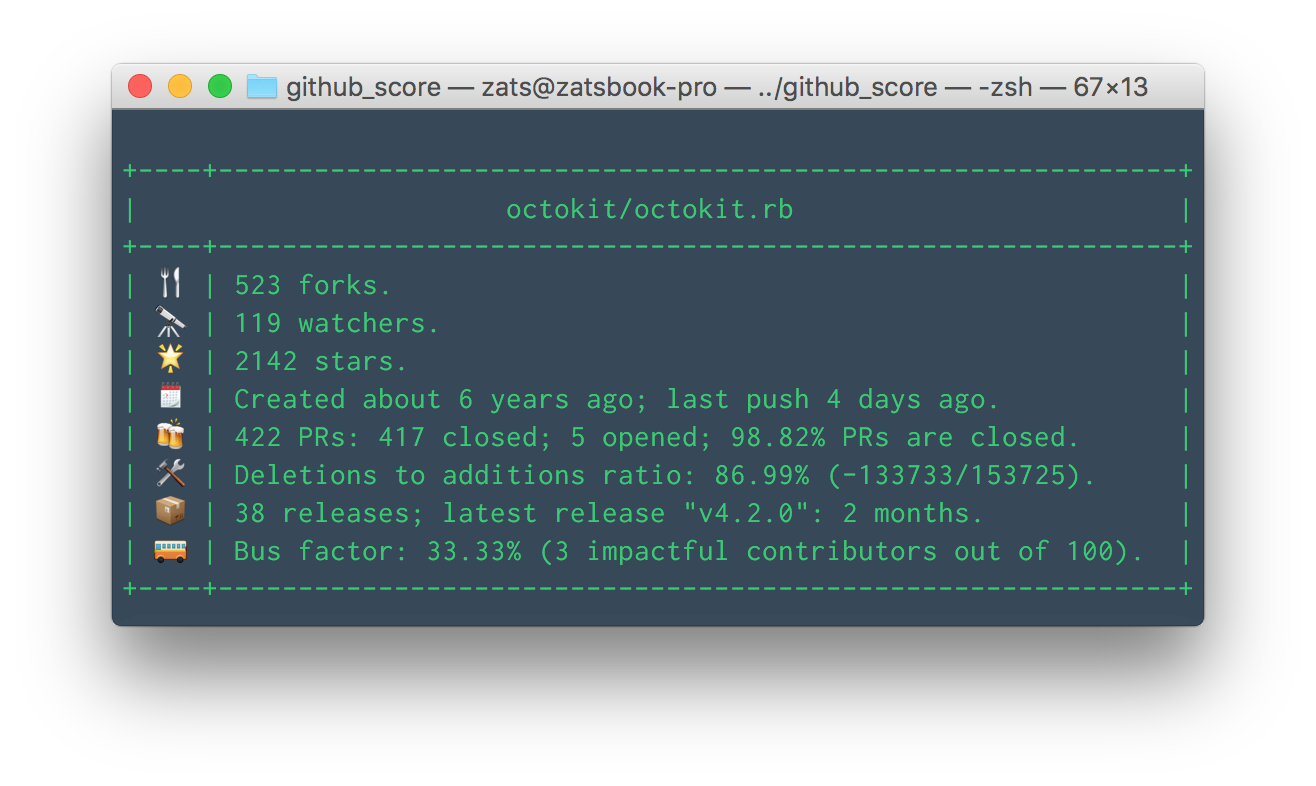 github_score — zats@zatsbook-pro — ../github_score — -zsh — 67×13
octokit/octokit.rb
523 forks.
119 watchers.
2142 stars.
Created about 6 years ago; last push 4 days ago.
422 PRs: 417 closed; 5 opened; 98.82% PRs are closed.
Deletions to additions ratio: 86.99% (-133733/153725).
38 releases; latest release "v4.2.0": 2 months.
Bus factor: 33.33% (3 impactful contributors out of 100).